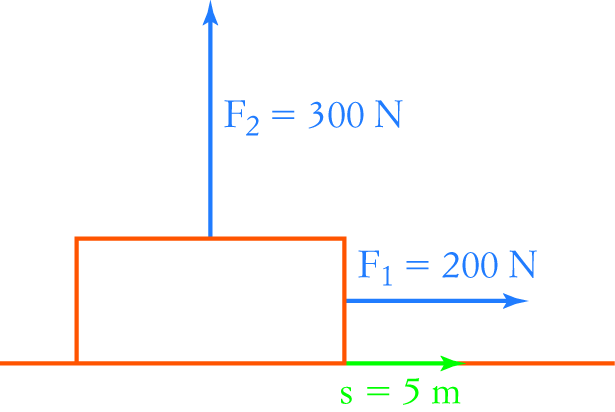 F₂ = 300 N
F₁ = 200 N
s = 5 m